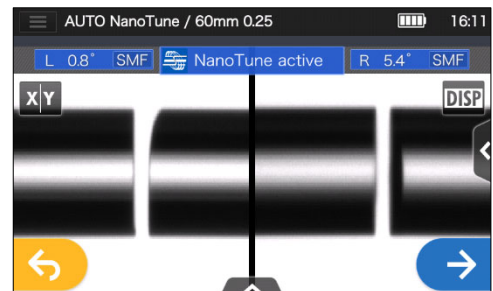 AUTO NanoTune / 60mm 0.25 16:11
L 0.8° SMF NanoTune active R 5.4° SMF
X Y DISP